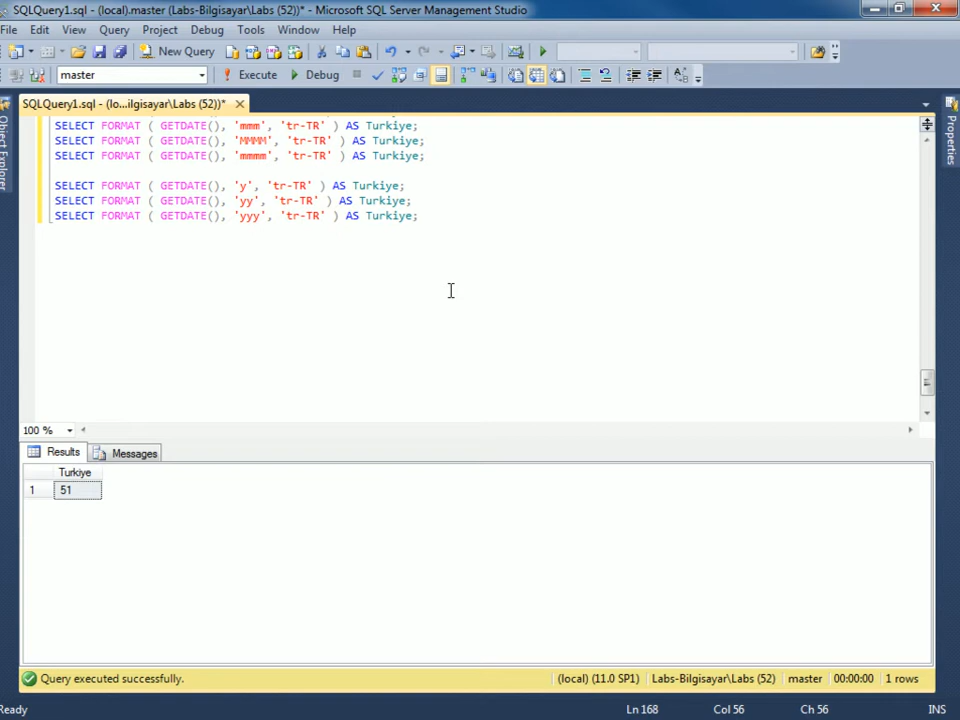 SQLQuery1.sql - (local).master (Labs-Bilgisayar\Labs (52))* - Microsoft SQL Server Management Studio
File Edit View Query Project Debug Tools Window Help
New Query
master Execute Debug
SQLQuery1.sql - (lo...ilgisayar\Labs (52))*
Object Explorer
Properties
SELECT FORMAT ( GETDATE(), 'mmm', 'tr-TR' ) AS Turkiye;
SELECT FORMAT ( GETDATE(), 'MMMM', 'tr-TR' ) AS Turkiye;
SELECT FORMAT ( GETDATE(), 'mmmm', 'tr-TR' ) AS Turkiye;
SELECT FORMAT ( GETDATE(), 'y', 'tr-TR' ) AS Turkiye;
SELECT FORMAT ( GETDATE(), 'yy', 'tr-TR' ) AS Turkiye;
SELECT FORMAT ( GETDATE(), 'yyy', 'tr-TR' ) AS Turkiye;
100 %
Results Messages
Turkiye
1 51
Query executed successfully. (local) (11.0 SP1) Labs-Bilgisayar\Labs (52) master 00:00:00 1 rows
Ready Ln 168 Col 56 Ch 56 INS